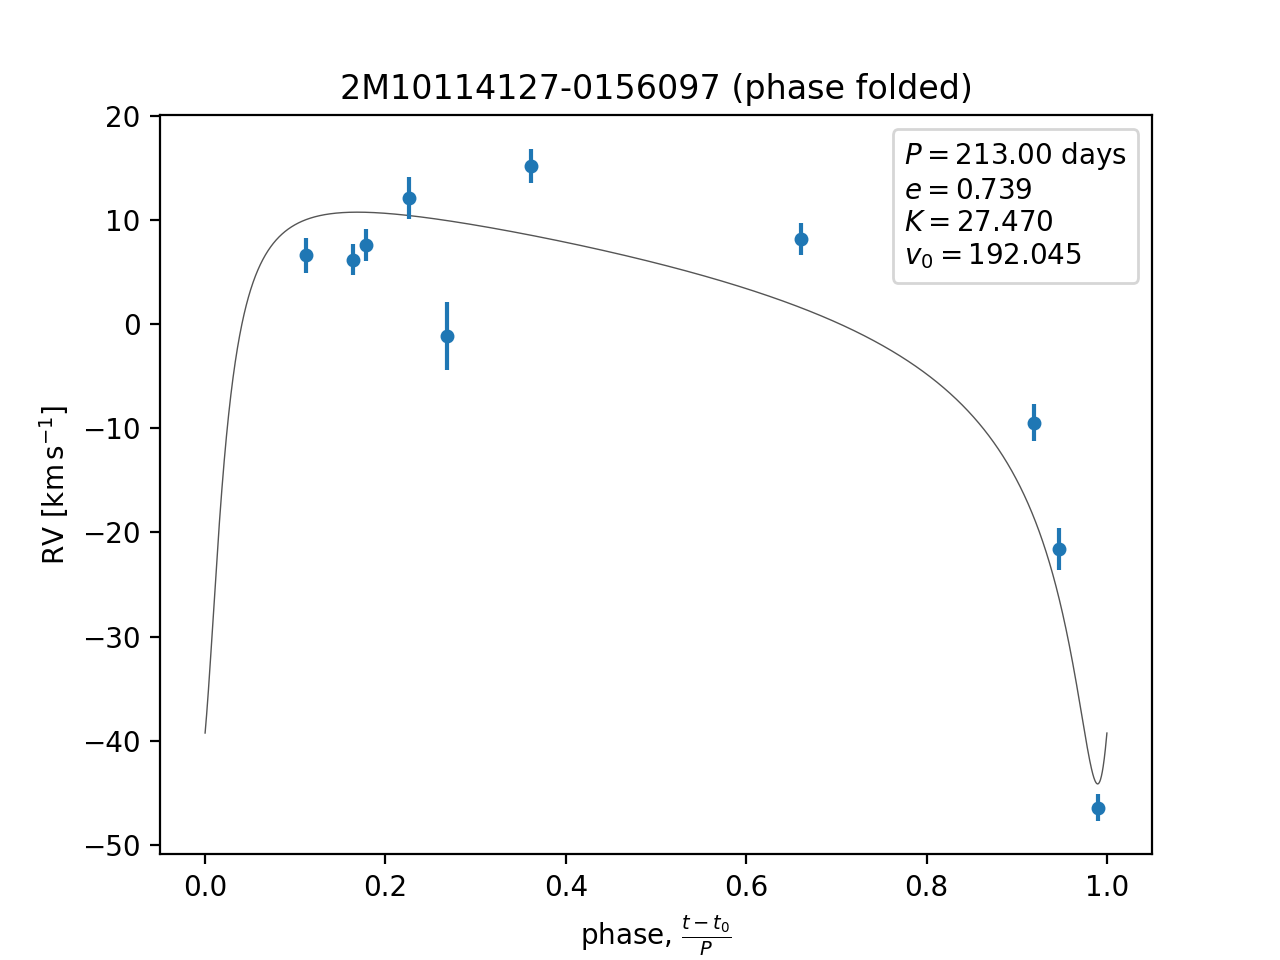 2M10114127-0156097 (phase folded)
P = 213.00 days
e = 0.739
K = 27.470
v₀ = 192.045
20
10
0
−10
−20
−30
−40
−50
RV [km s⁻¹]
0.0 0.2 0.4 0.6 0.8 1.0
phase, (t − t₀)/P